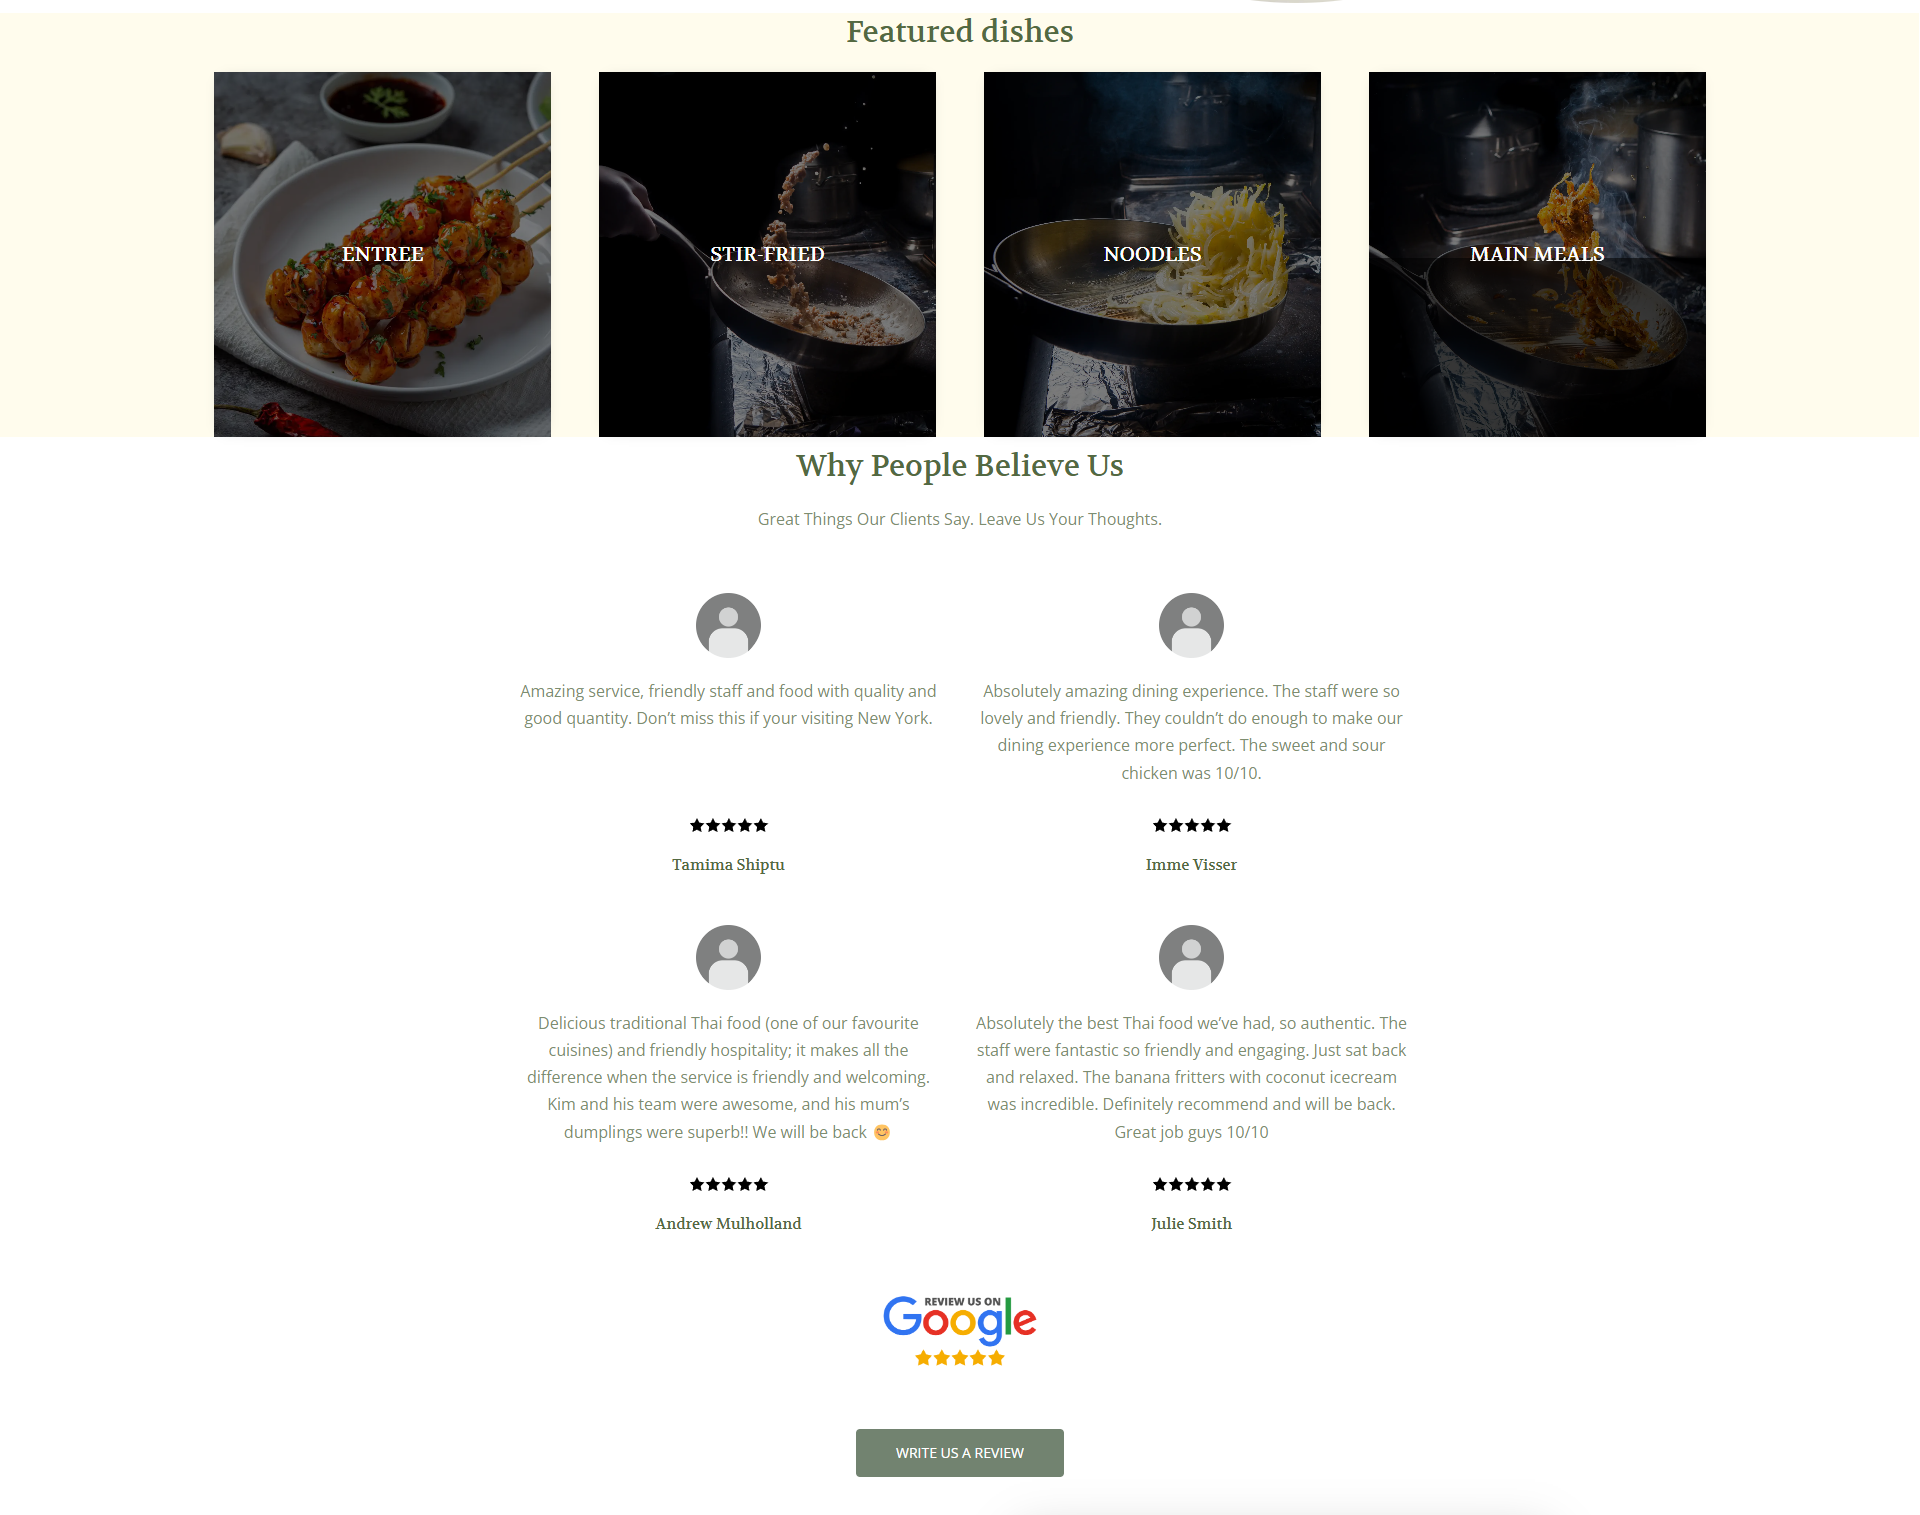 Featured dishes
ENTREE
STIR-FRIED
NOODLES
MAIN MEALS
Why People Believe Us
Great Things Our Clients Say. Leave Us Your Thoughts.
Amazing service, friendly staff and food with quality and
good quantity. Don’t miss this if your visiting New York.
Tamima Shiptu
Absolutely amazing dining experience. The staff were so
lovely and friendly. They couldn’t do enough to make our
dining experience more perfect. The sweet and sour
chicken was 10/10.
Imme Visser
Delicious traditional Thai food (one of our favourite
cuisines) and friendly hospitality; it makes all the
difference when the service is friendly and welcoming.
Kim and his team were awesome, and his mum’s
dumplings were superb!! We will be back 😊
Andrew Mulholland
Absolutely the best Thai food we’ve had, so authentic. The
staff were fantastic so friendly and engaging. Just sat back
and relaxed. The banana fritters with coconut icecream
was incredible. Definitely recommend and will be back.
Great job guys 10/10
Julie Smith
REVIEW US ON
Google
WRITE US A REVIEW